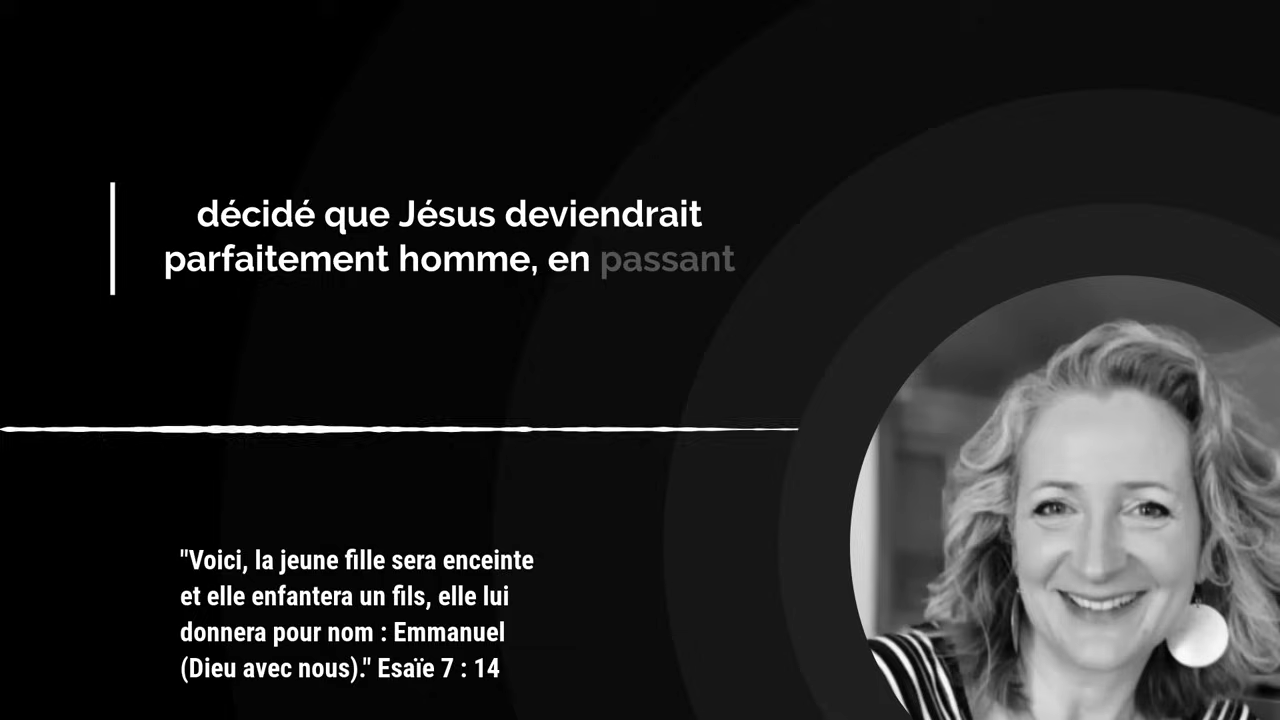 décidé que Jésus deviendrait
parfaitement homme, en passant
"Voici, la jeune fille sera enceinte
et elle enfantera un fils, elle lui
donnera pour nom : Emmanuel
(Dieu avec nous)." Esaïe 7 : 14